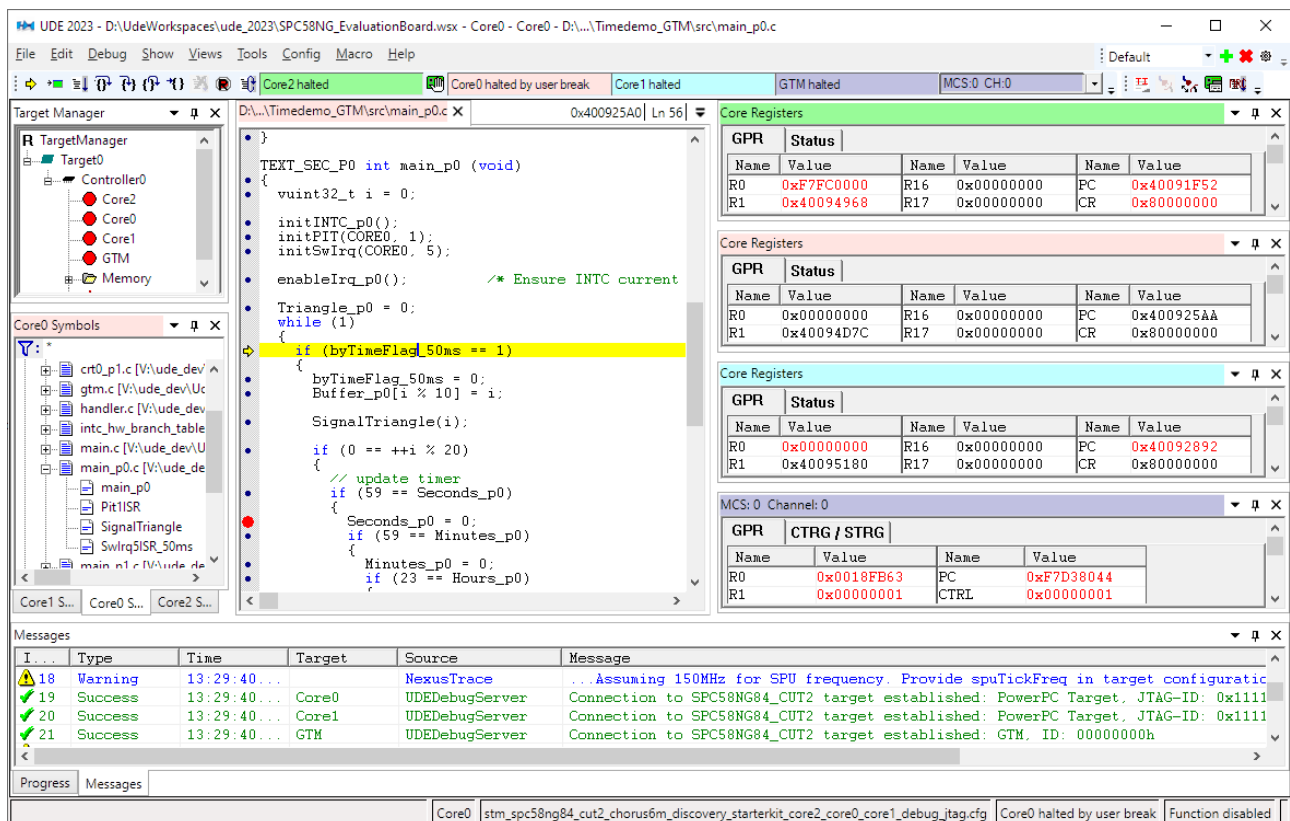 UDE 2023 - D:\UdeWorkspaces\ude_2023\SPC58NG_EvaluationBoard.wsx - Core0 - Core0 - D:\...\Timedemo_GTM\src\main_p0.c
File Edit Debug Show Views Tools Config Macro Help
Default
Core2 halted
Core0 halted by user break
Core1 halted
GTM halted
MCS:0 CH:0
Target Manager
R TargetManager
Target0
Controller0
Core2
Core0
Core1
GTM
Memory
Core0 Symbols
: *
crt0_p1.c [V:\ude_dev\
gtm.c [V:\ude_dev\Uc
handler.c [V:\ude_dev
intc_hw_branch_table
main.c [V:\ude_dev\U
main_p0.c [V:\ude_de
main_p0
Pit1ISR
SignalTriangle
SwIrq5ISR_50ms
main_p1.c [V:\ude_de
Core1 S... Core0 S... Core2 S...
D:\...\Timedemo_GTM\src\main_p0.c 0x400925A0 Ln 56
}
TEXT_SEC_P0 int main_p0 (void)
{
vuint32_t i = 0;
initINTC_p0();
initPIT(CORE0, 1);
initSwIrq(CORE0, 5);
enableIrq_p0(); /* Ensure INTC current
Triangle_p0 = 0;
while (1)
{
if (byTimeFlag_50ms == 1)
{
byTimeFlag_50ms = 0;
Buffer_p0[i % 10] = i;
SignalTriangle(i);
if (0 == ++i % 20)
{
// update timer
if (59 == Seconds_p0)
{
Seconds_p0 = 0;
if (59 == Minutes_p0)
{
Minutes_p0 = 0;
if (23 == Hours_p0)
Core Registers
GPR Status
Name Value Name Value Name Value
R0 0xF7FC0000 R16 0x00000000 PC 0x40091F52
R1 0x40094968 R17 0x00000000 CR 0x80000000
Core Registers
GPR Status
Name Value Name Value Name Value
R0 0x00000000 R16 0x00000000 PC 0x400925AA
R1 0x40094D7C R17 0x00000000 CR 0x80000000
Core Registers
GPR Status
Name Value Name Value Name Value
R0 0x00000000 R16 0x00000000 PC 0x40092892
R1 0x40095180 R17 0x00000000 CR 0x80000000
MCS: 0 Channel: 0
GPR CTRG / STRG
Name Value Name Value
R0 0x0018FB63 PC 0xF7D38044
R1 0x00000001 CTRL 0x00000001
Messages
I... Type Time Target Source Message
18 Warning 13:29:40... NexusTrace ...Assuming 150MHz for SPU frequency. Provide spuTickFreq in target configuratic
19 Success 13:29:40... Core0 UDEDebugServer Connection to SPC58NG84_CUT2 target established: PowerPC Target, JTAG-ID: 0x1111
20 Success 13:29:40... Core1 UDEDebugServer Connection to SPC58NG84_CUT2 target established: PowerPC Target, JTAG-ID: 0x1111
21 Success 13:29:40... GTM UDEDebugServer Connection to SPC58NG84_CUT2 target established: GTM, ID: 00000000h
Progress Messages
Core0 stm_spc58ng84_cut2_chorus6m_discovery_starterkit_core2_core0_core1_debug_jtag.cfg Core0 halted by user break Function disabled